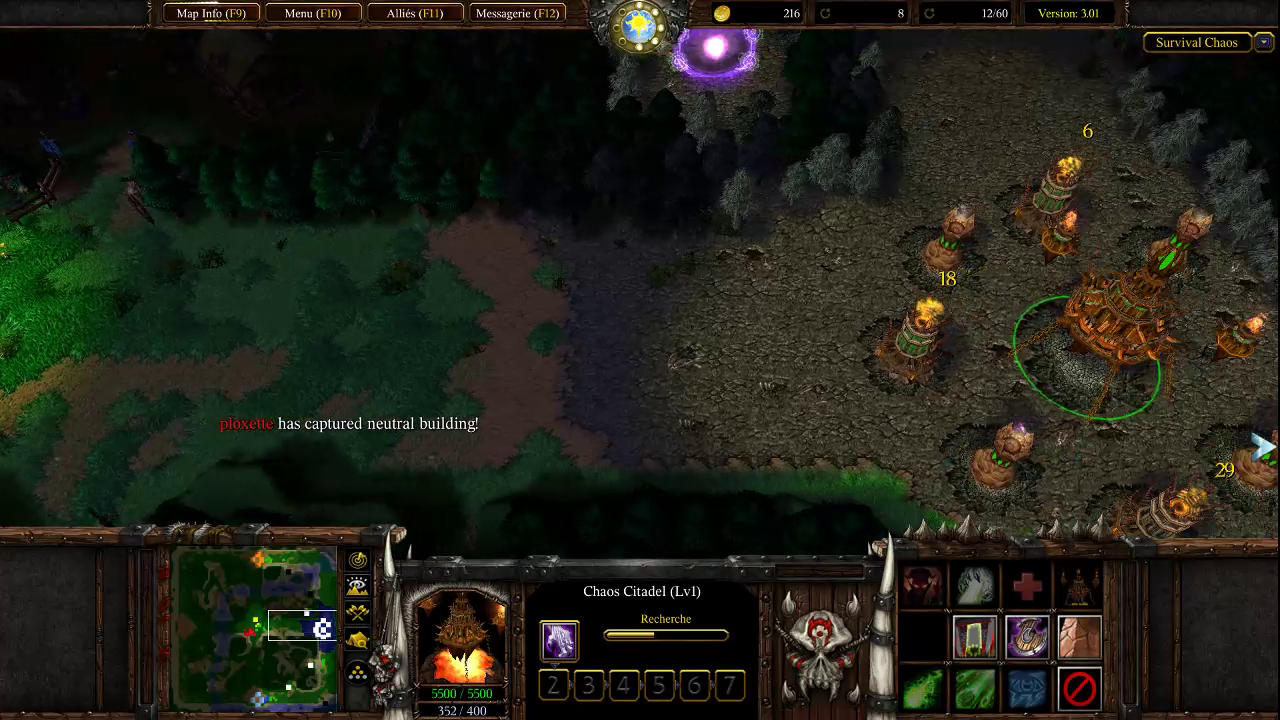 Map Info (F9) Menu (F10) Alliés (F11) Messagerie (F12) 216 8 12/60 Version: 3.01
Survival Chaos
6
18
ploxette has captured neutral building!
29
Chaos Citadel (Lv1)
Recherche
2 3 4 5 6 7
5500 / 5500
352 / 400